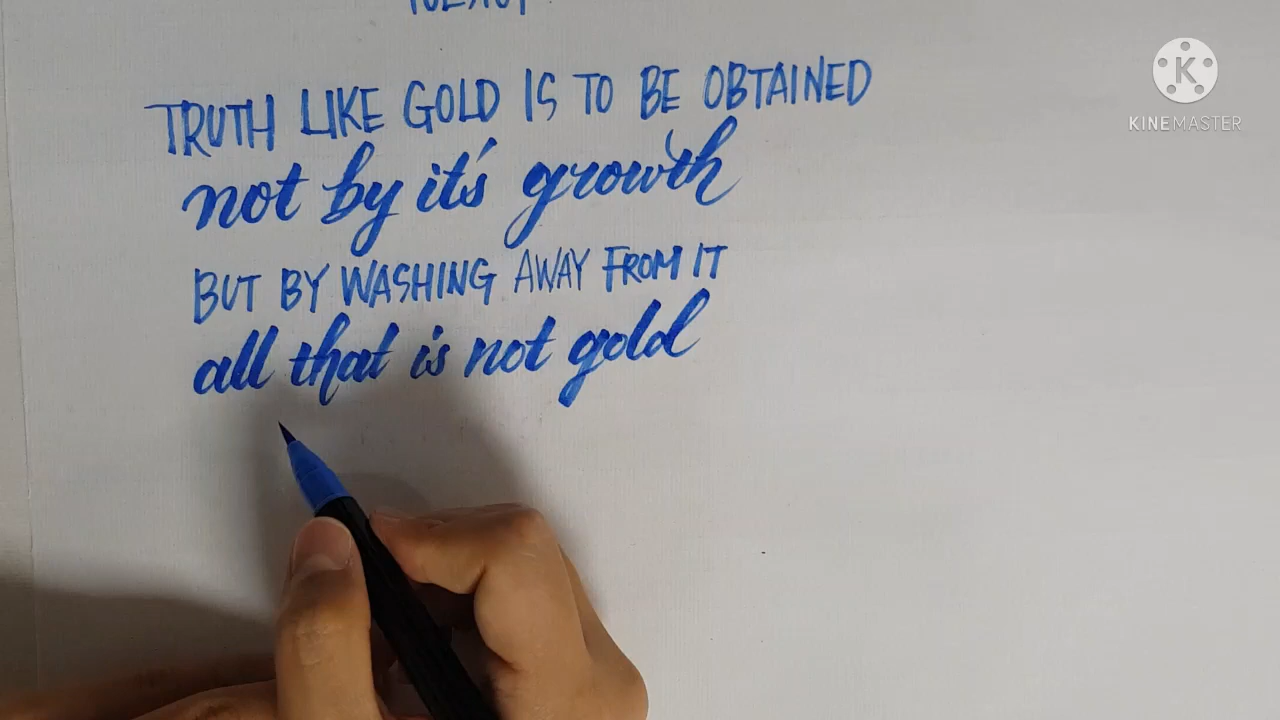 TRUTH LIKE GOLD IS TO BE OBTAINED
not by it's growth
BUT BY WASHING AWAY FROM IT
all that is not gold
KINEMASTER